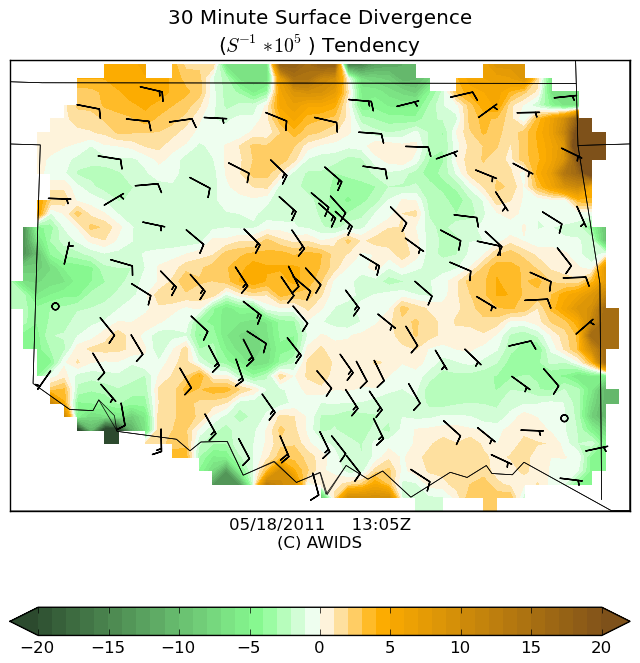 30 Minute Surface Divergence
(S⁻¹ *10⁵ ) Tendency
05/18/2011 13:05Z
(C) AWIDS
−20 −15 −10 −5 0 5 10 15 20